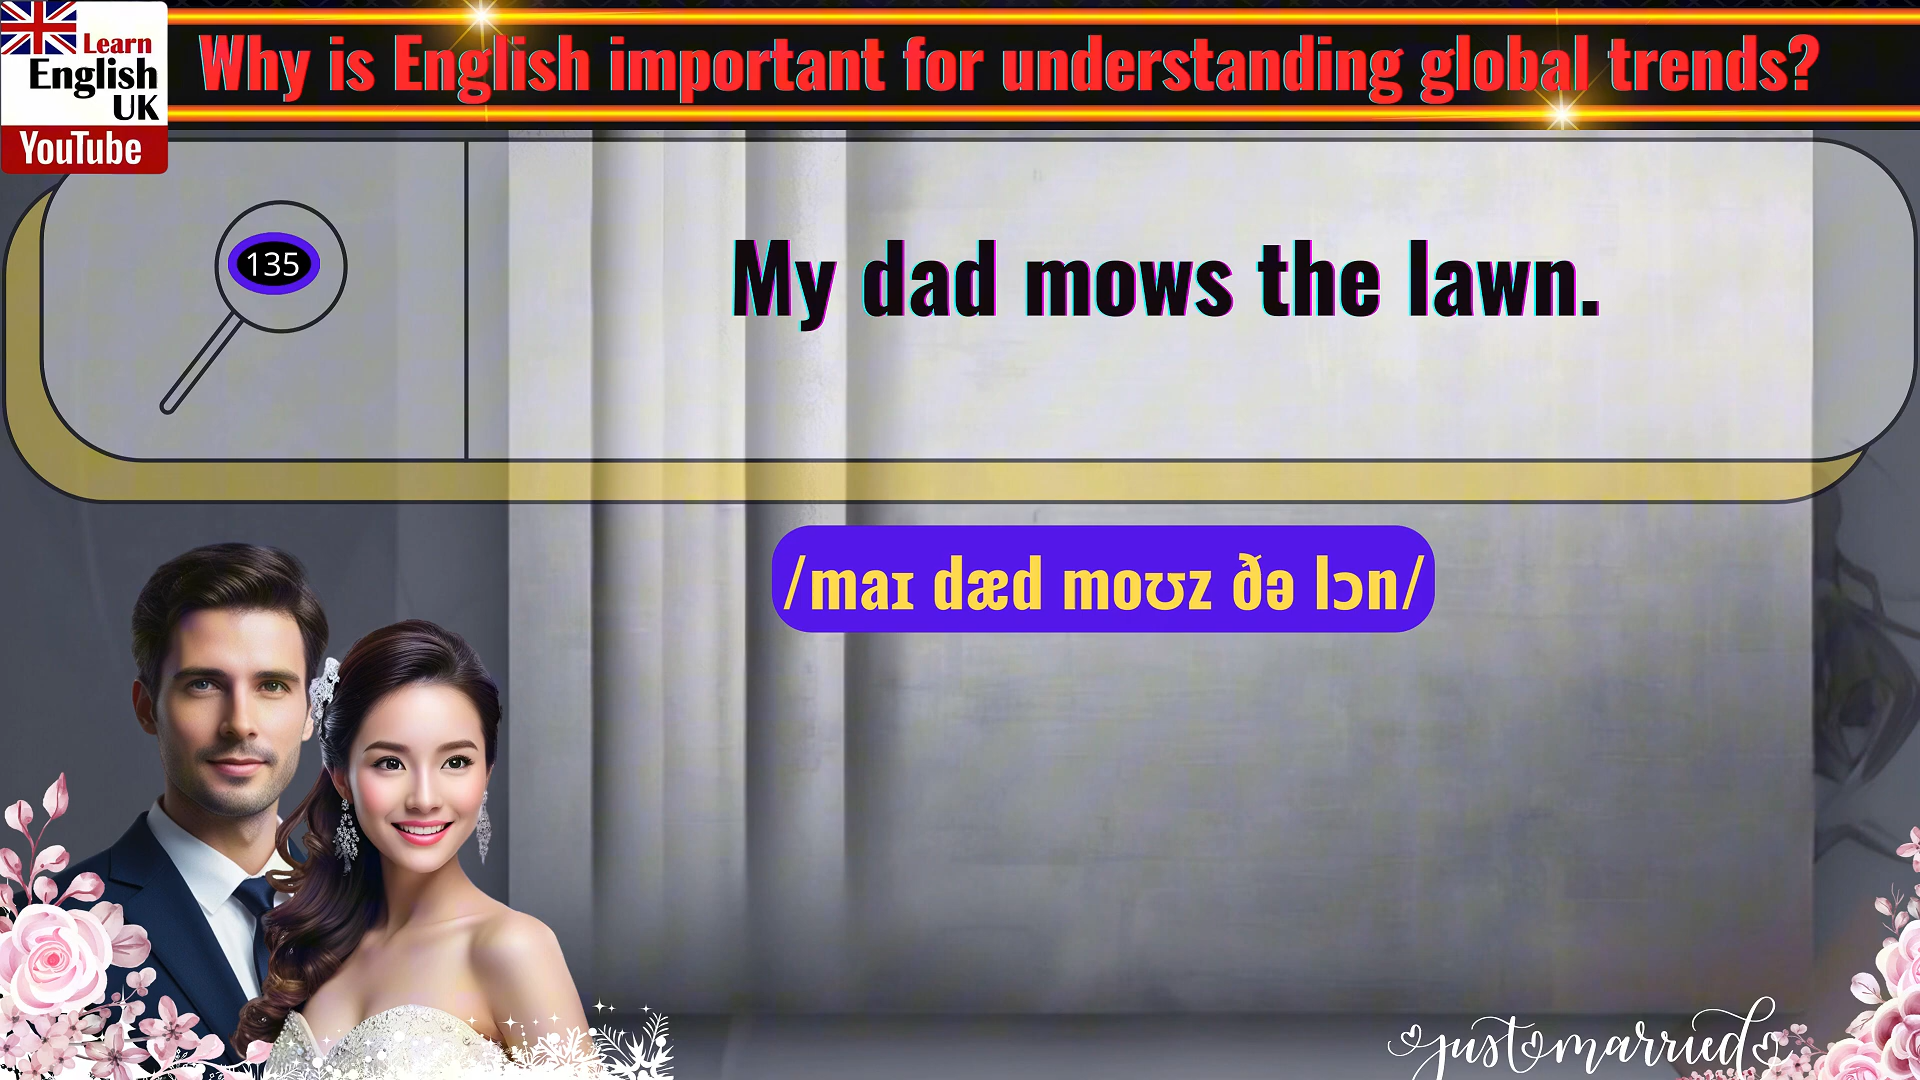 Learn
English
UK
YouTube
Why is English important for understanding global trends?
135
My dad mows the lawn.
/maɪ dæd moʊz ðə lɔn/
just married